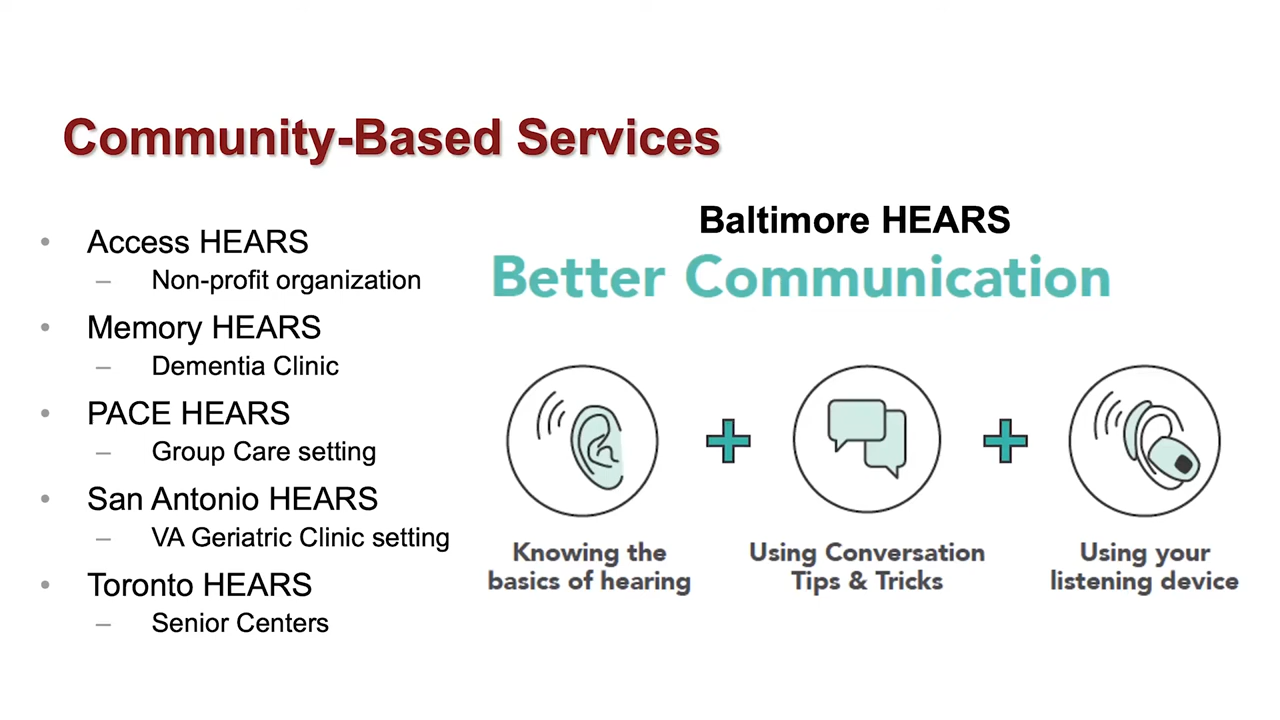 Community-Based Services
• Access HEARS
– Non-profit organization
• Memory HEARS
– Dementia Clinic
• PACE HEARS
– Group Care setting
• San Antonio HEARS
– VA Geriatric Clinic setting
• Toronto HEARS
– Senior Centers
Baltimore HEARS
Better Communication
Knowing the
basics of hearing
Using Conversation
Tips & Tricks
Using your
listening device